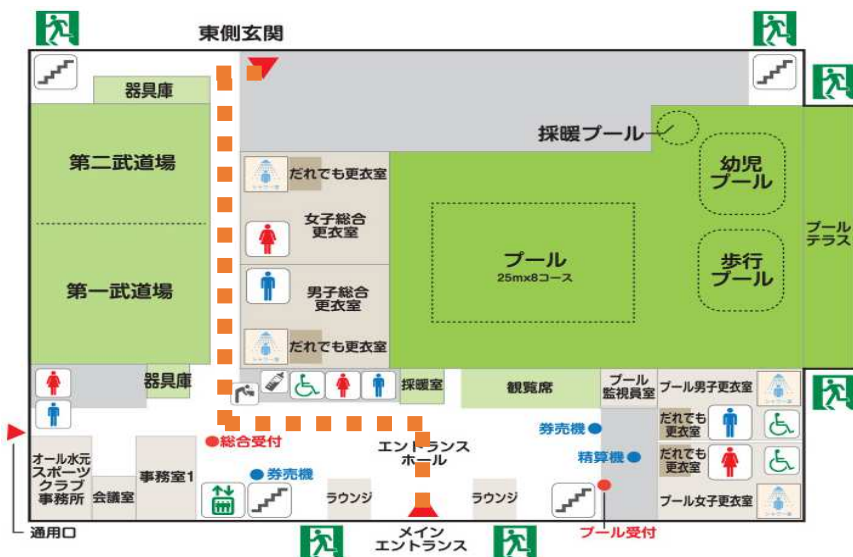 東側玄関
器具庫
第二武道場
第一武道場
器具庫
だれでも更衣室
女子総合
更衣室
男子総合
更衣室
だれでも更衣室
採暖プール
幼児
プール
プール
25m×8コース
歩行
プール
プール
テラス
採暖室
観覧席
プール
監視員室
プール男子更衣室
だれでも
更衣室
だれでも
更衣室
プール女子更衣室
券売機
精算機
プール受付
総合受付
エントランス
ホール
オール水元
スポーツ
クラブ
事務所
会議室
事務室1
券売機
ラウンジ
ラウンジ
通用口
メイン
エントランス